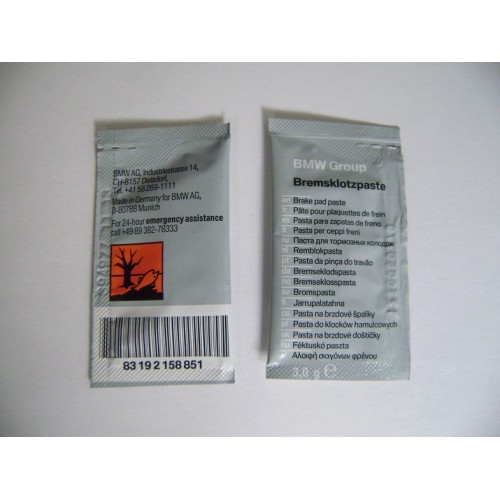 BMW AG, Industriestrasse 14,
CH-8157 Dielsdorf,
Tel. +41 58 269-1111
Made in Germany for BMW AG,
D-80788 Munich
For 24-hour emergency assistance
call +49 89 382-78333
83 19 2 158 851
BMW Group
Bremsklotzpaste
Brake pad paste
Pâte pour plaquettes de frein
Pasta para zapatas de freno
Pasta per ceppi freni
Паста для тормозных колодок
Remblokpasta
Pasta da pinça do travão
Bremseklodspasta
Bremseklosspasta
Bromspasta
Jarrupalatahna
Pasta na brzdové špalíky
Pasta do klocków hamulcowych
Pasta na brzdové doštičky
Féktuskó paszta
Αλοιφή σιαγόνων φρένου
3,0 g ℮